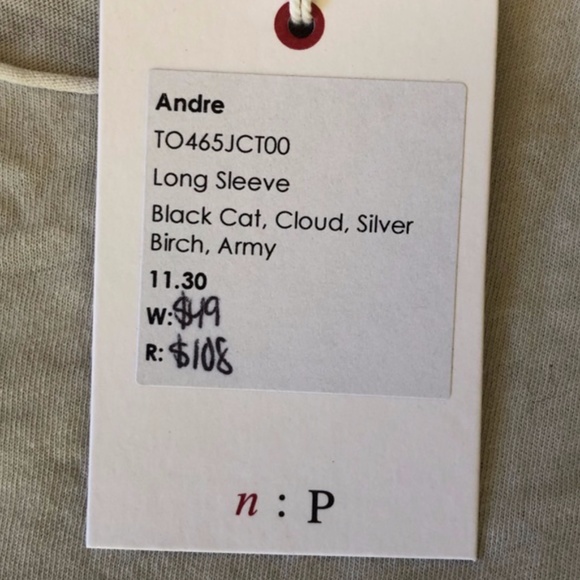 Andre
TO465JCT00
Long Sleeve
Black Cat, Cloud, Silver
Birch, Army
11.30
W:$49
R: $108
n : P